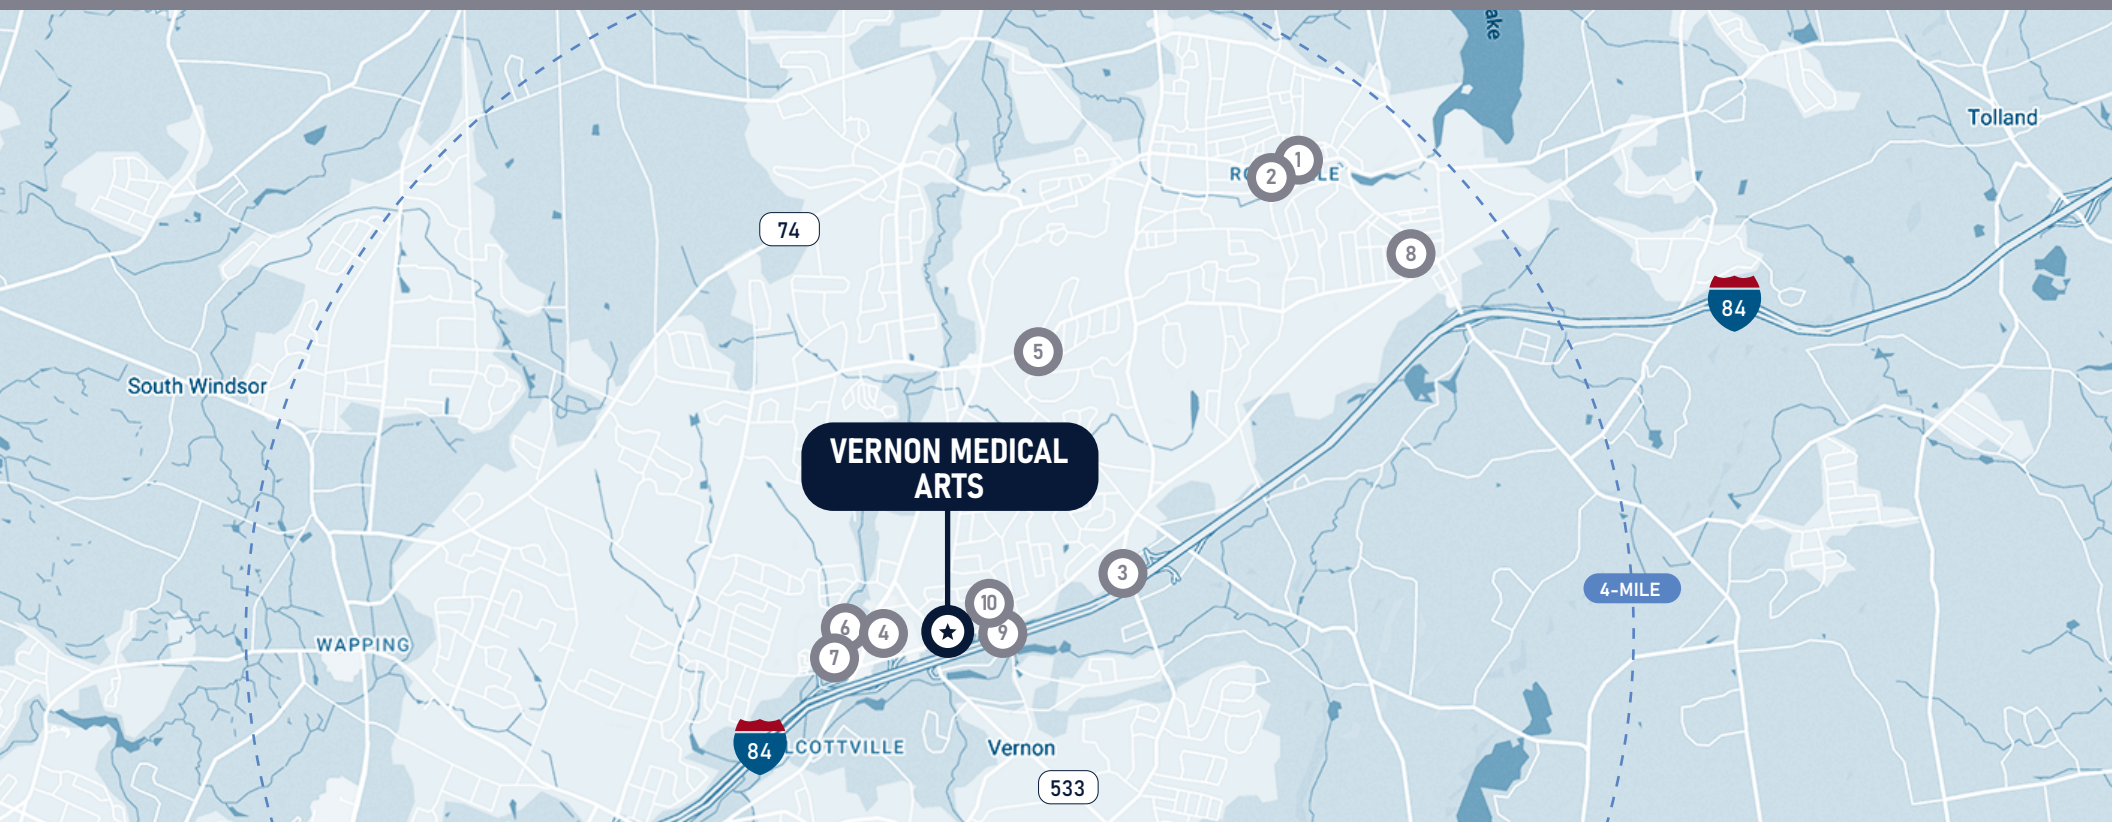 ake
Tolland
1
2
RO
LE
74
8
84
5
South Windsor
VERNON MEDICAL
ARTS
3
4-MILE
10
6
4
9
7
WAPPING
84
LCOTTVILLE
Vernon
533